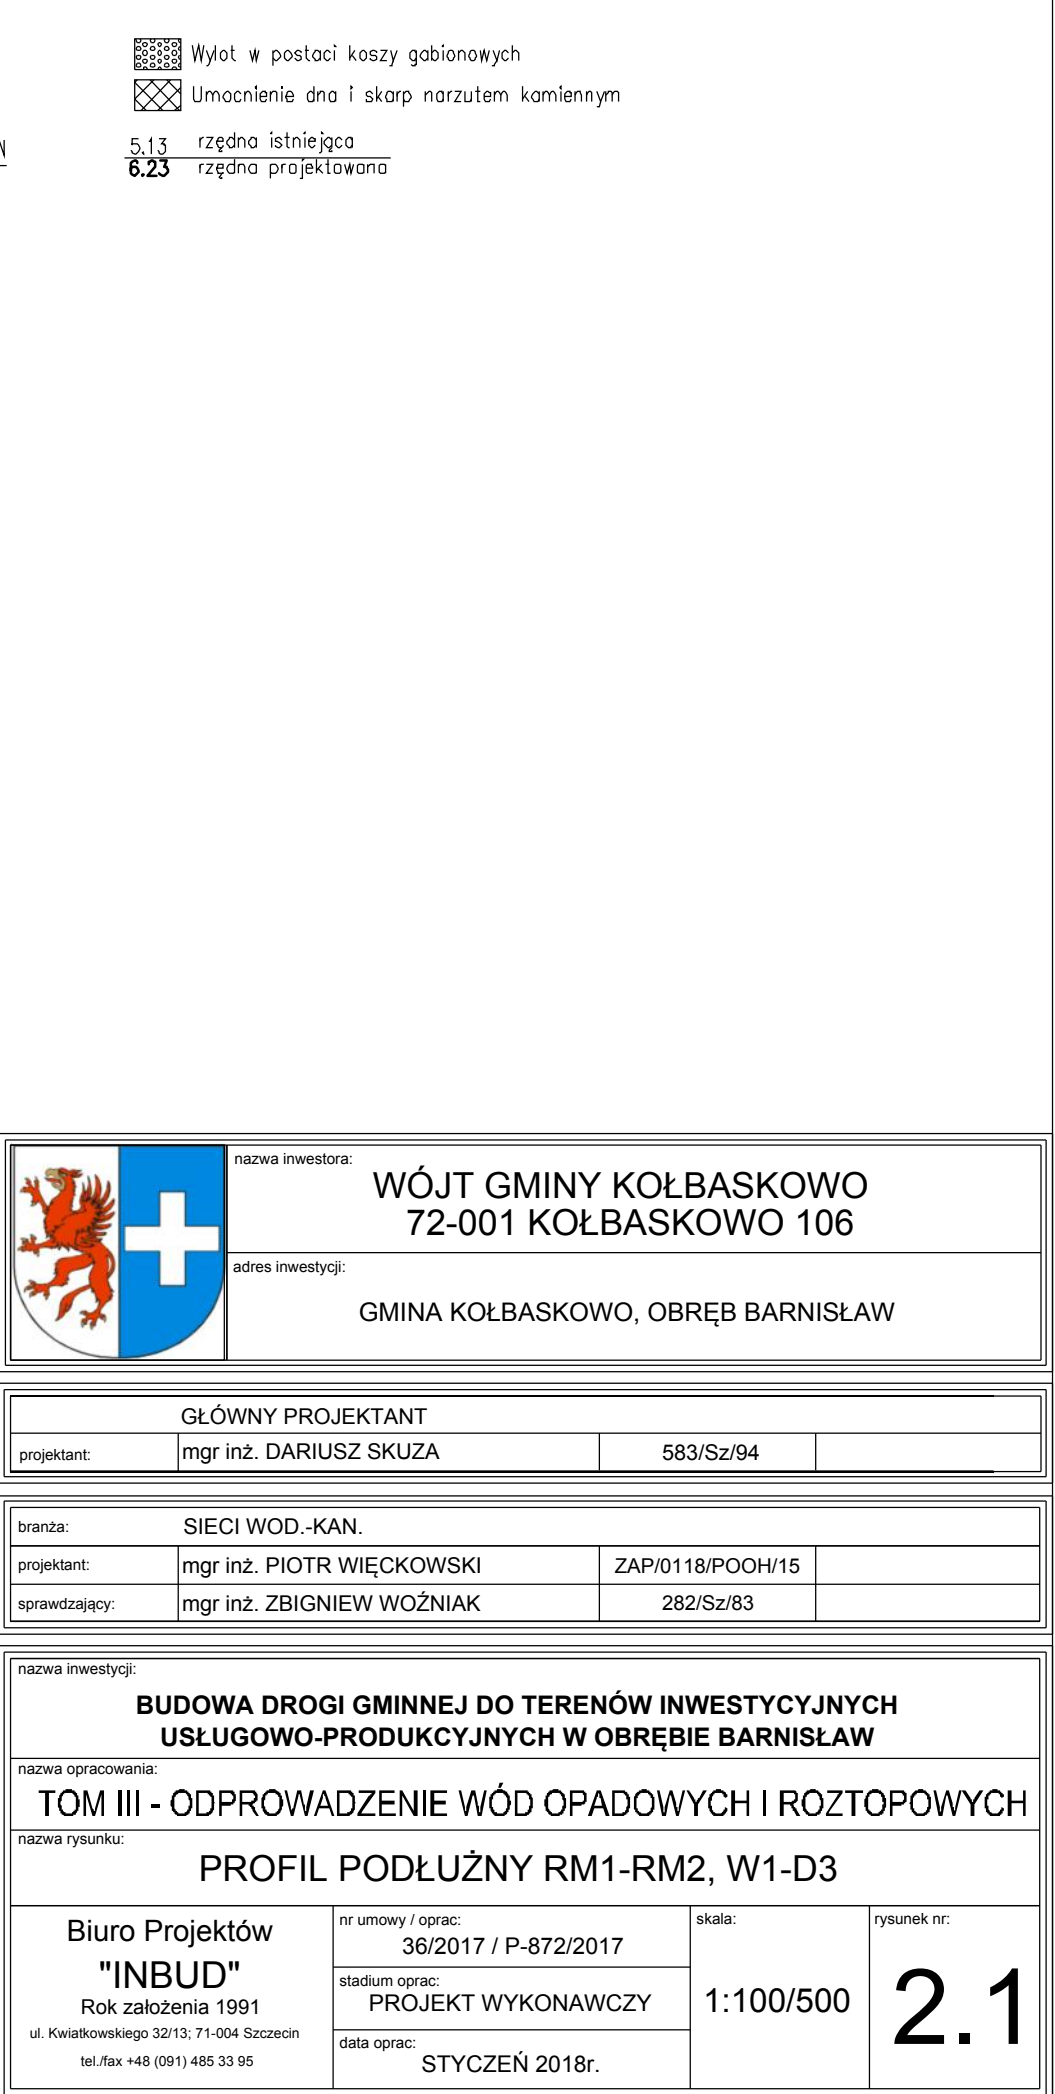 Wylot w postaci koszy gabionowych
Umocnienie dna i skarp narzutem kamiennym
5.13 rzędna istniejąca
6.23 rzędna projektowana
nazwa inwestora:
WÓJT GMINY KOŁBASKOWO
72-001 KOŁBASKOWO 106
adres inwestycji:
GMINA KOŁBASKOWO, OBRĘB BARNISŁAW
GŁÓWNY PROJEKTANT
projektant: mgr inż. DARIUSZ SKUZA 583/Sz/94
branża: SIECI WOD.-KAN.
projektant: mgr inż. PIOTR WIĘCKOWSKI ZAP/0118/POOH/15
sprawdzający: mgr inż. ZBIGNIEW WOŹNIAK 282/Sz/83
nazwa inwestycji:
BUDOWA DROGI GMINNEJ DO TERENÓW INWESTYCYJNYCH
USŁUGOWO-PRODUKCYJNYCH W OBRĘBIE BARNISŁAW
nazwa opracowania:
TOM III - ODPROWADZENIE WÓD OPADOWYCH I ROZTOPOWYCH
nazwa rysunku:
PROFIL PODŁUŻNY RM1-RM2, W1-D3
Biuro Projektów
"INBUD"
Rok założenia 1991
ul. Kwiatkowskiego 32/13; 71-004 Szczecin
tel./fax +48 (091) 485 33 95
nr umowy / oprac:
36/2017 / P-872/2017
stadium oprac:
PROJEKT WYKONAWCZY
data oprac:
STYCZEŃ 2018r.
skala:
1:100/500
rysunek nr:
2.1